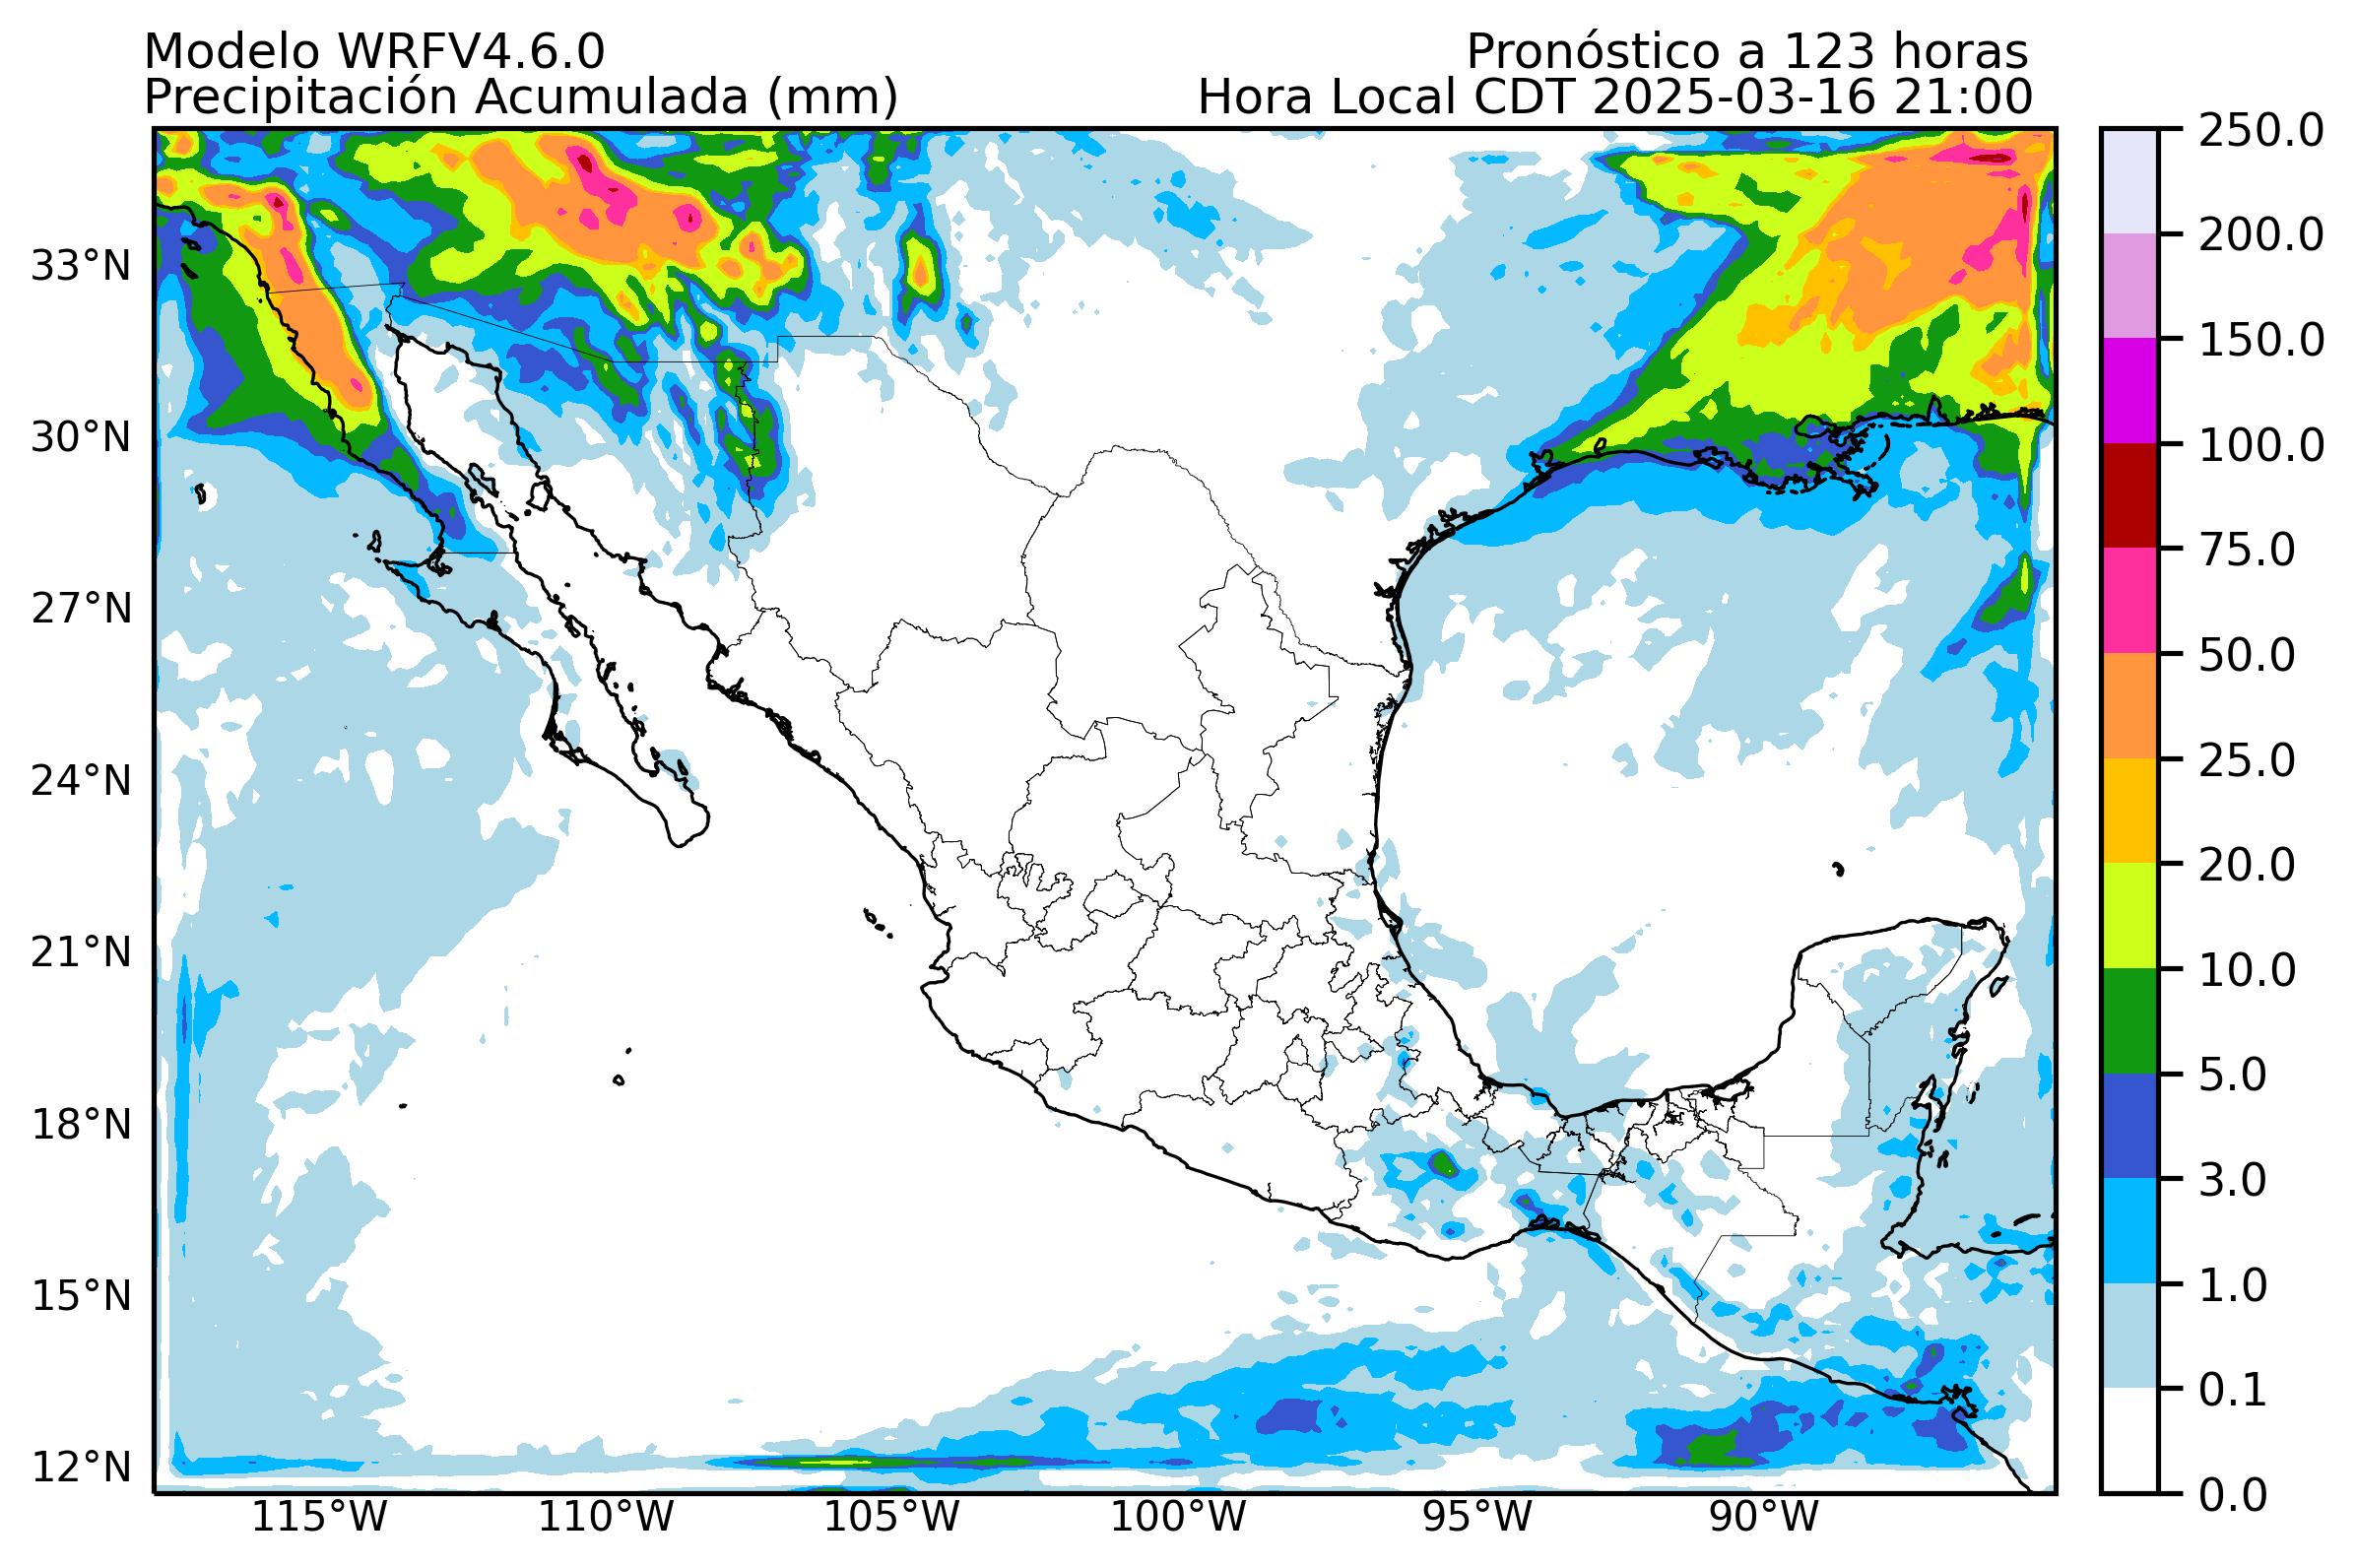 Modelo WRFV4.6.0
Pronóstico a 123 horas
Precipitación Acumulada (mm)
Hora Local CDT 2025-03-16 21:00
33°N
30°N
27°N
24°N
21°N
18°N
15°N
12°N
115°W
110°W
105°W
100°W
95°W
90°W
250.0
200.0
150.0
100.0
75.0
50.0
25.0
20.0
10.0
5.0
3.0
1.0
0.1
0.0